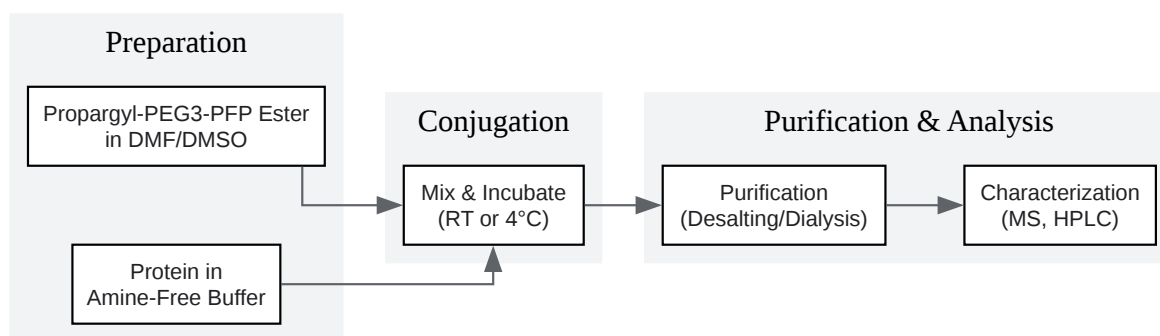 Preparation
Propargyl-PEG3-PFP Ester
in DMF/DMSO
Protein in
Amine-Free Buffer
Conjugation
Mix & Incubate
(RT or 4°C)
Purification & Analysis
Purification
(Desalting/Dialysis)
Characterization
(MS, HPLC)